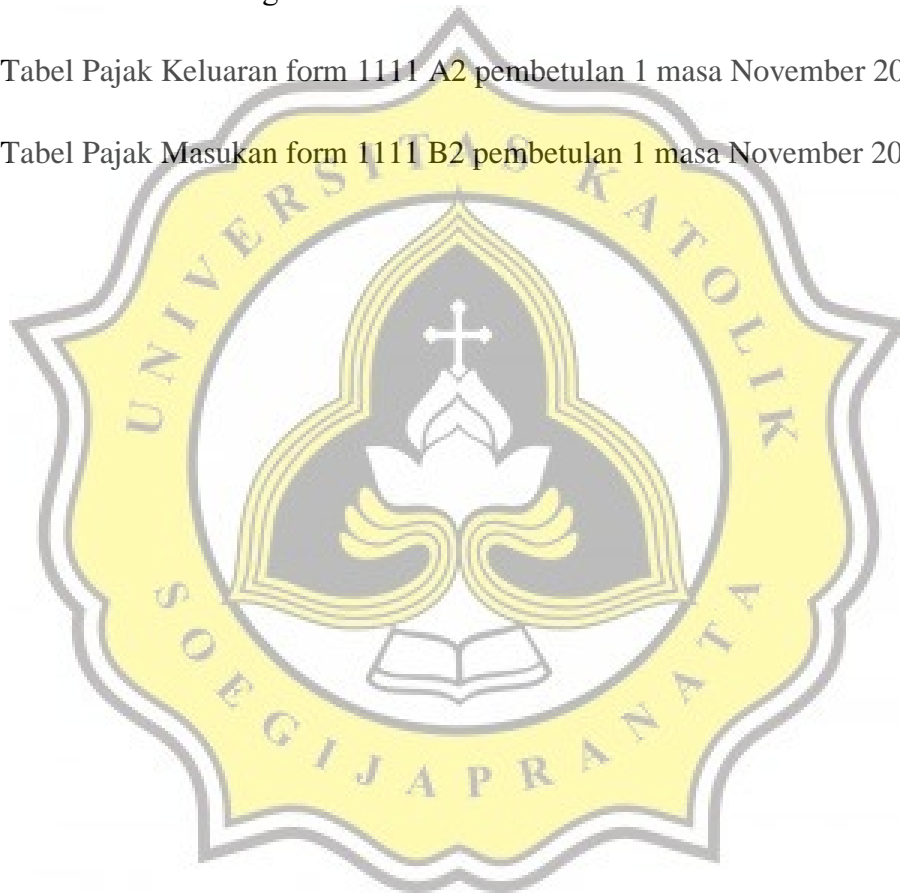 Tabel Pajak Keluaran form 1111 A2 pembetulan 1 masa November 20
Tabel Pajak Masukan form 1111 B2 pembetulan 1 masa November 20
UNIVERSITAS KATOLIK
SOEGIJAPRANATA